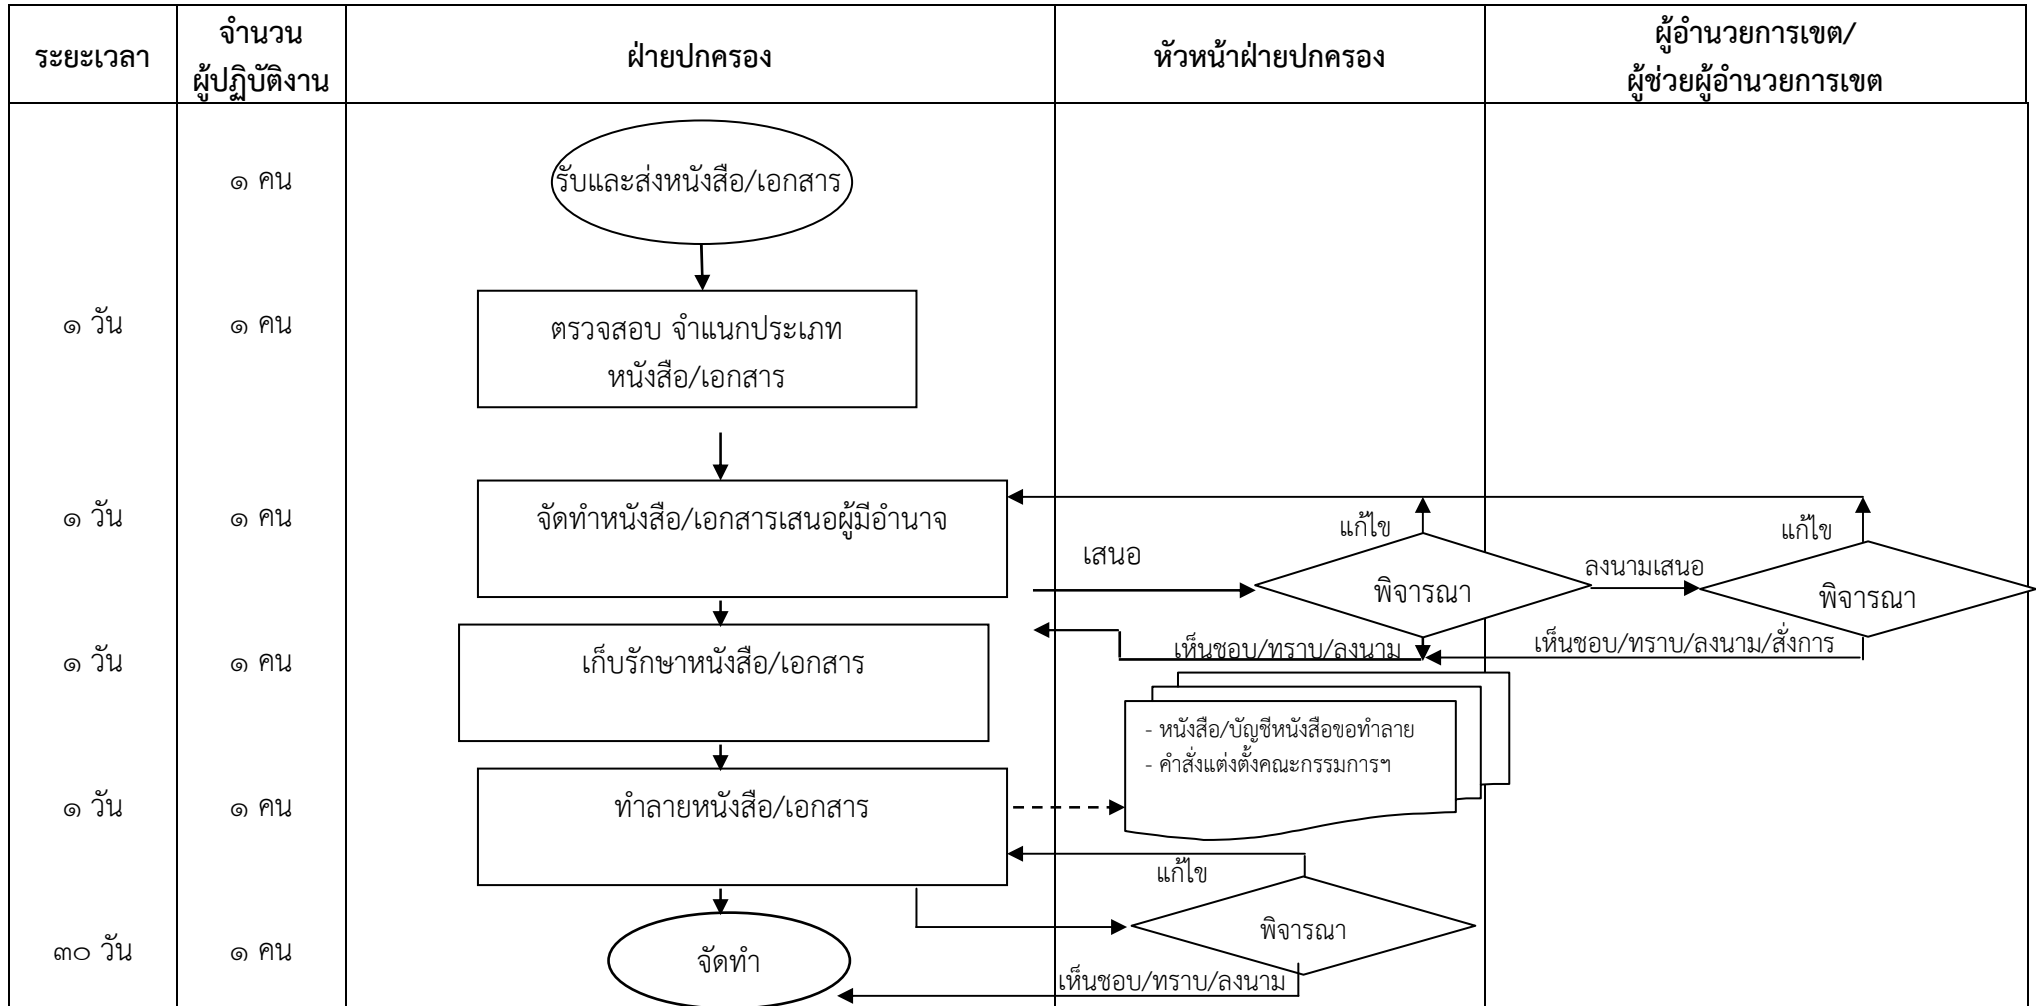 ระยะเวลา
จำนวน
ผู้ปฏิบัติงาน
ฝ่ายปกครอง
หัวหน้าฝ่ายปกครอง
ผู้อำนวยการเขต/
ผู้ช่วยผู้อำนวยการเขต
๑ คน
รับและส่งหนังสือ/เอกสาร
๑ วัน
๑ คน
ตรวจสอบ จำแนกประเภท
หนังสือ/เอกสาร
๑ วัน
๑ คน
จัดทำหนังสือ/เอกสารเสนอผู้มีอำนาจ
เสนอ
แก้ไข
พิจารณา
ลงนามเสนอ
แก้ไข
พิจารณา
๑ วัน
๑ คน
เก็บรักษาหนังสือ/เอกสาร
เห็นชอบ/ทราบ/ลงนาม
เห็นชอบ/ทราบ/ลงนาม/สั่งการ
- หนังสือ/บัญชีหนังสือขอทำลาย
- คำสั่งแต่งตั้งคณะกรรมการฯ
๑ วัน
๑ คน
ทำลายหนังสือ/เอกสาร
แก้ไข
พิจารณา
๓๐ วัน
๑ คน
จัดทำ
เห็นชอบ/ทราบ/ลงนาม